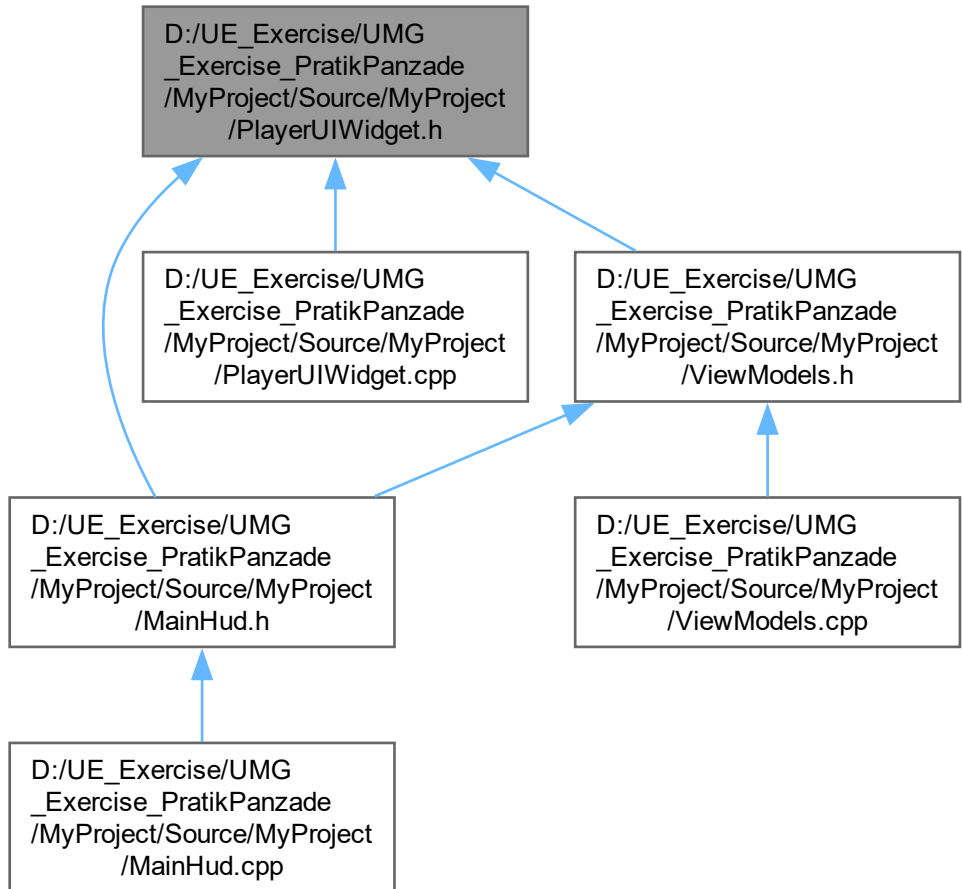 D:/UE_Exercise/UMG
_Exercise_PratikPanzade
/MyProject/Source/MyProject
/PlayerUIWidget.h
D:/UE_Exercise/UMG
_Exercise_PratikPanzade
/MyProject/Source/MyProject
/PlayerUIWidget.cpp
D:/UE_Exercise/UMG
_Exercise_PratikPanzade
/MyProject/Source/MyProject
/ViewModels.h
D:/UE_Exercise/UMG
_Exercise_PratikPanzade
/MyProject/Source/MyProject
/MainHud.h
D:/UE_Exercise/UMG
_Exercise_PratikPanzade
/MyProject/Source/MyProject
/ViewModels.cpp
D:/UE_Exercise/UMG
_Exercise_PratikPanzade
/MyProject/Source/MyProject
/MainHud.cpp